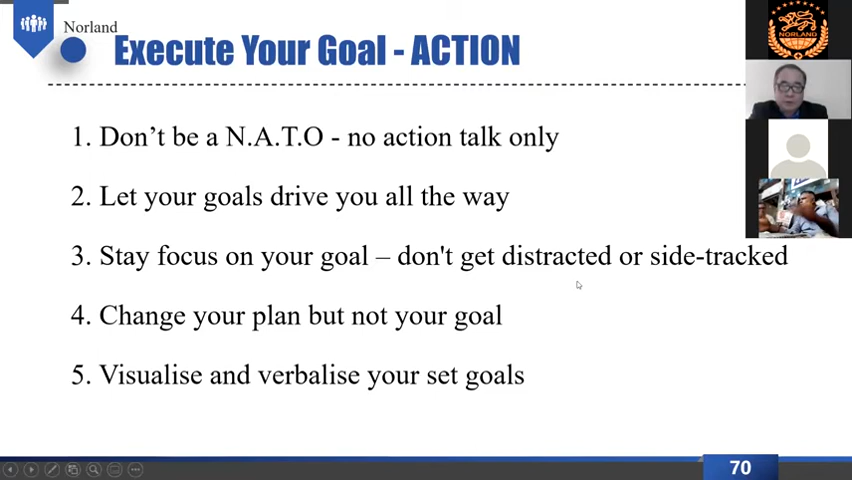 Norland
Execute Your Goal - ACTION
1. Don’t be a N.A.T.O - no action talk only
2. Let your goals drive you all the way
3. Stay focus on your goal – don't get distracted or side-tracked
4. Change your plan but not your goal
5. Visualise and verbalise your set goals
70
NORLAND